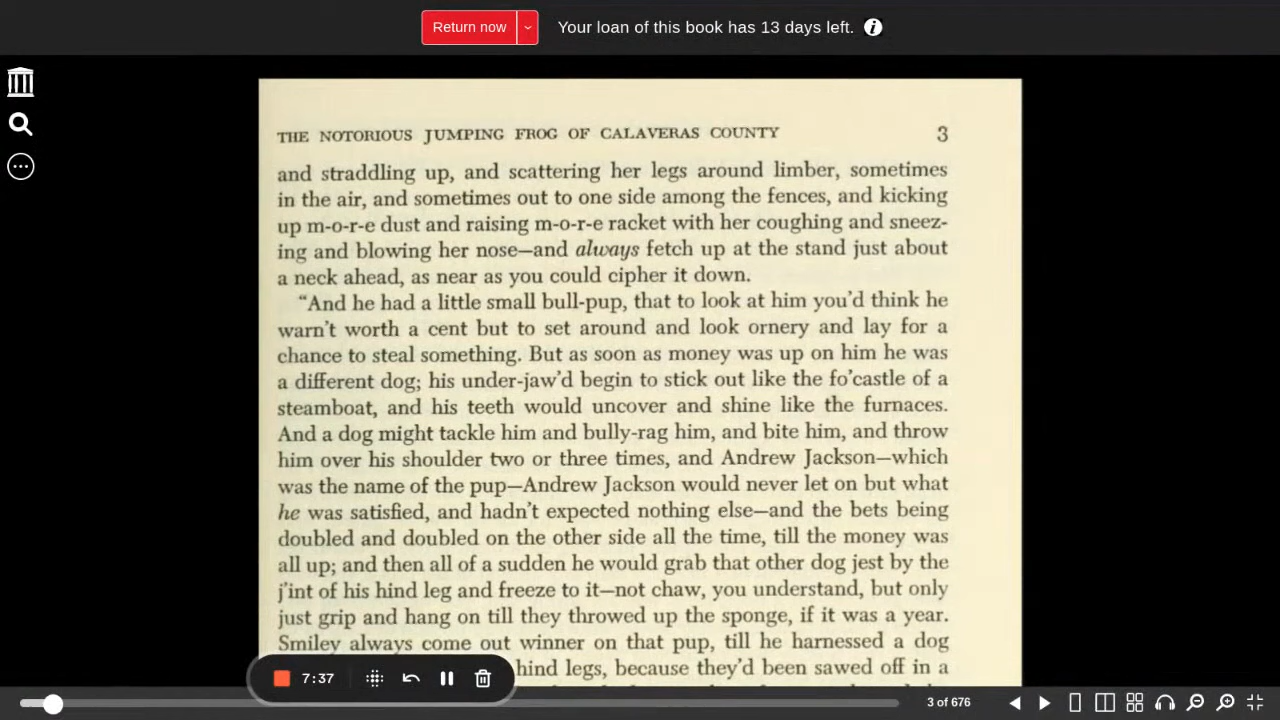 Return now
Your loan of this book has 13 days left.
THE NOTORIOUS JUMPING FROG OF CALAVERAS COUNTY 3
and straddling up, and scattering her legs around limber, sometimes
in the air, and sometimes out to one side among the fences, and kicking
up m-o-r-e dust and raising m-o-r-e racket with her coughing and sneez-
ing and blowing her nose—and always fetch up at the stand just about
a neck ahead, as near as you could cipher it down.
“And he had a little small bull-pup, that to look at him you’d think he
warn’t worth a cent but to set around and look ornery and lay for a
chance to steal something. But as soon as money was up on him he was
a different dog; his under-jaw’d begin to stick out like the fo’castle of a
steamboat, and his teeth would uncover and shine like the furnaces.
And a dog might tackle him and bully-rag him, and bite him, and throw
him over his shoulder two or three times, and Andrew Jackson—which
was the name of the pup—Andrew Jackson would never let on but what
he was satisfied, and hadn’t expected nothing else—and the bets being
doubled and doubled on the other side all the time, till the money was
all up; and then all of a sudden he would grab that other dog jest by the
j’int of his hind leg and freeze to it—not chaw, you understand, but only
just grip and hang on till they throwed up the sponge, if it was a year.
Smiley always come out winner on that pup, till he harnessed a dog
hind legs, because they’d been sawed off in a
7:37
3 of 676